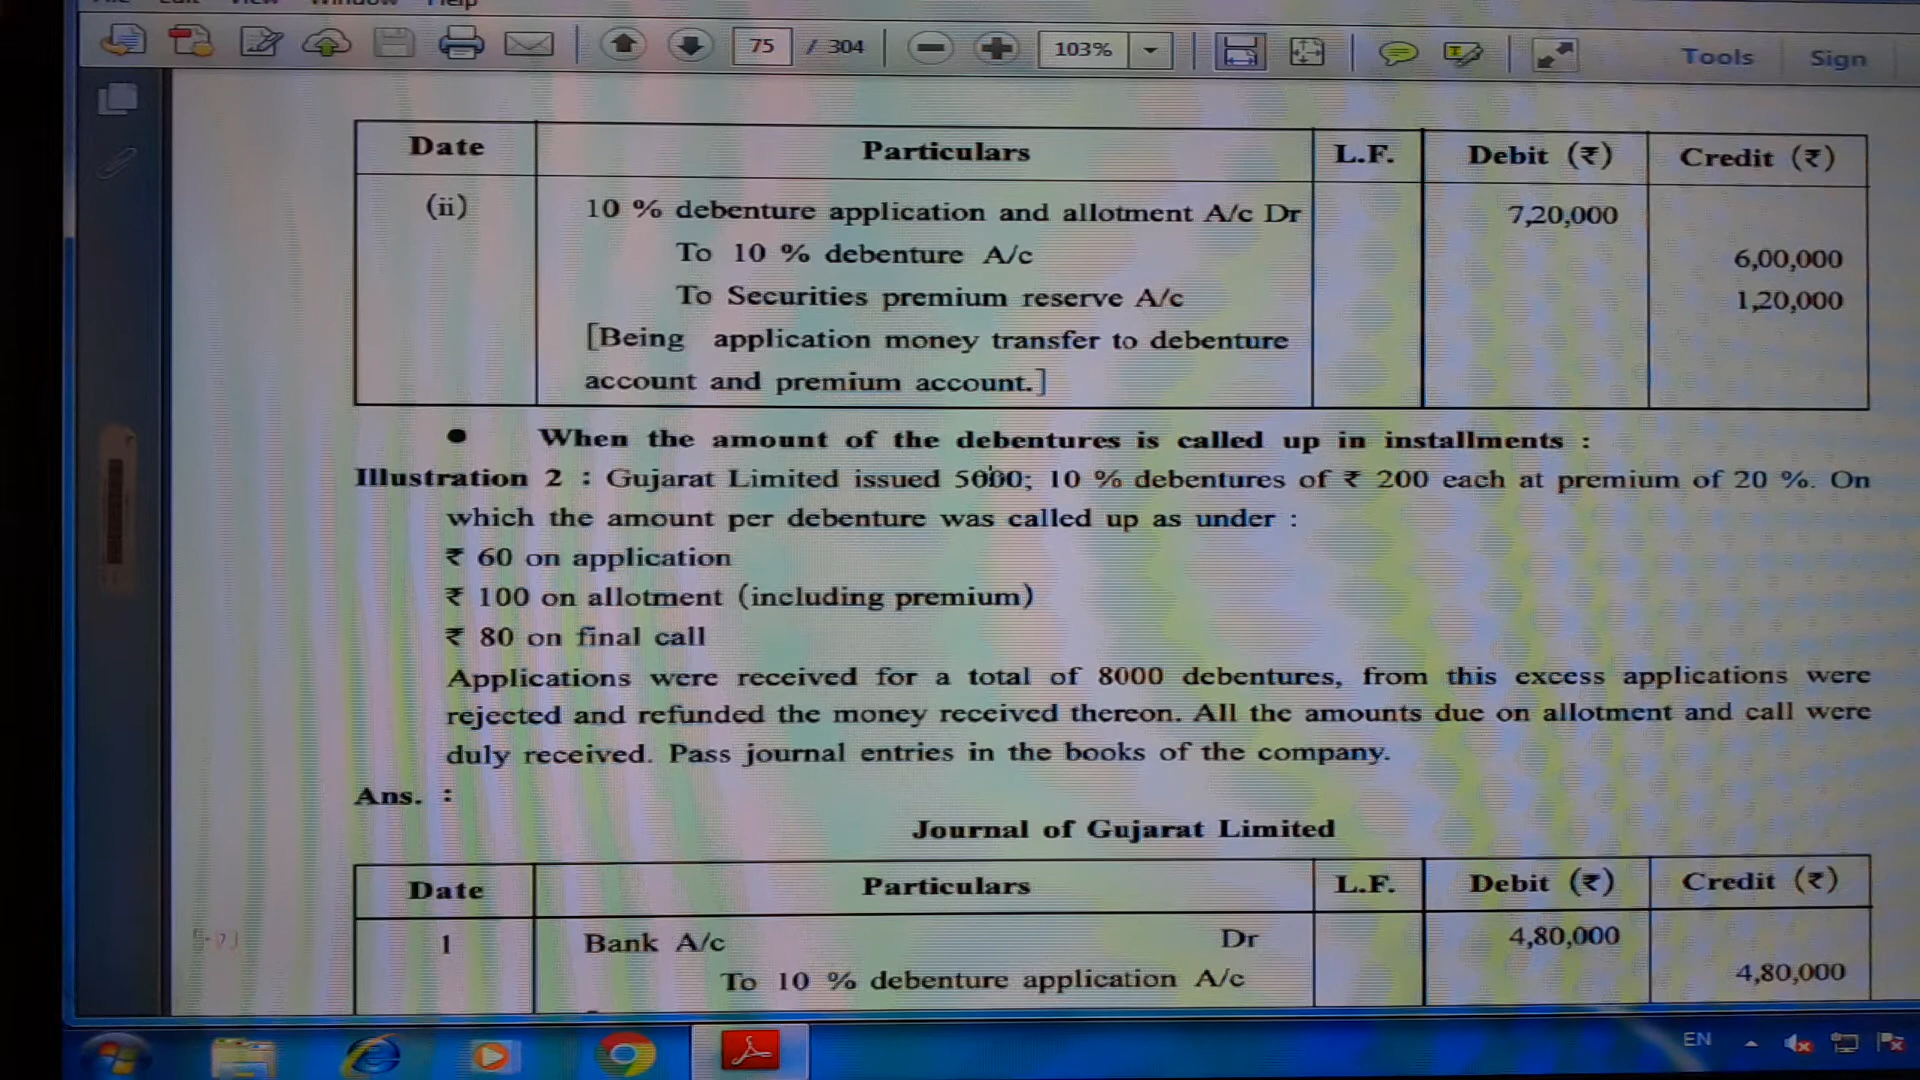 75 / 304
103%
Tools
Sign
Date Particulars L.F. Debit (₹) Credit (₹)
(ii) 10 % debenture application and allotment A/c Dr 7,20,000
To 10 % debenture A/c 6,00,000
To Securities premium reserve A/c 1,20,000
[Being application money transfer to debenture
account and premium account.]
• When the amount of the debentures is called up in installments :
Illustration 2 : Gujarat Limited issued 5000; 10 % debentures of ₹ 200 each at premium of 20 %. On
which the amount per debenture was called up as under :
₹ 60 on application
₹ 100 on allotment (including premium)
₹ 80 on final call
Applications were received for a total of 8000 debentures, from this excess applications were
rejected and refunded the money received thereon. All the amounts due on allotment and call were
duly received. Pass journal entries in the books of the company.
Ans. :
Journal of Gujarat Limited
Date Particulars L.F. Debit (₹) Credit (₹)
1 Bank A/c Dr 4,80,000
To 10 % debenture application A/c 4,80,000
EN